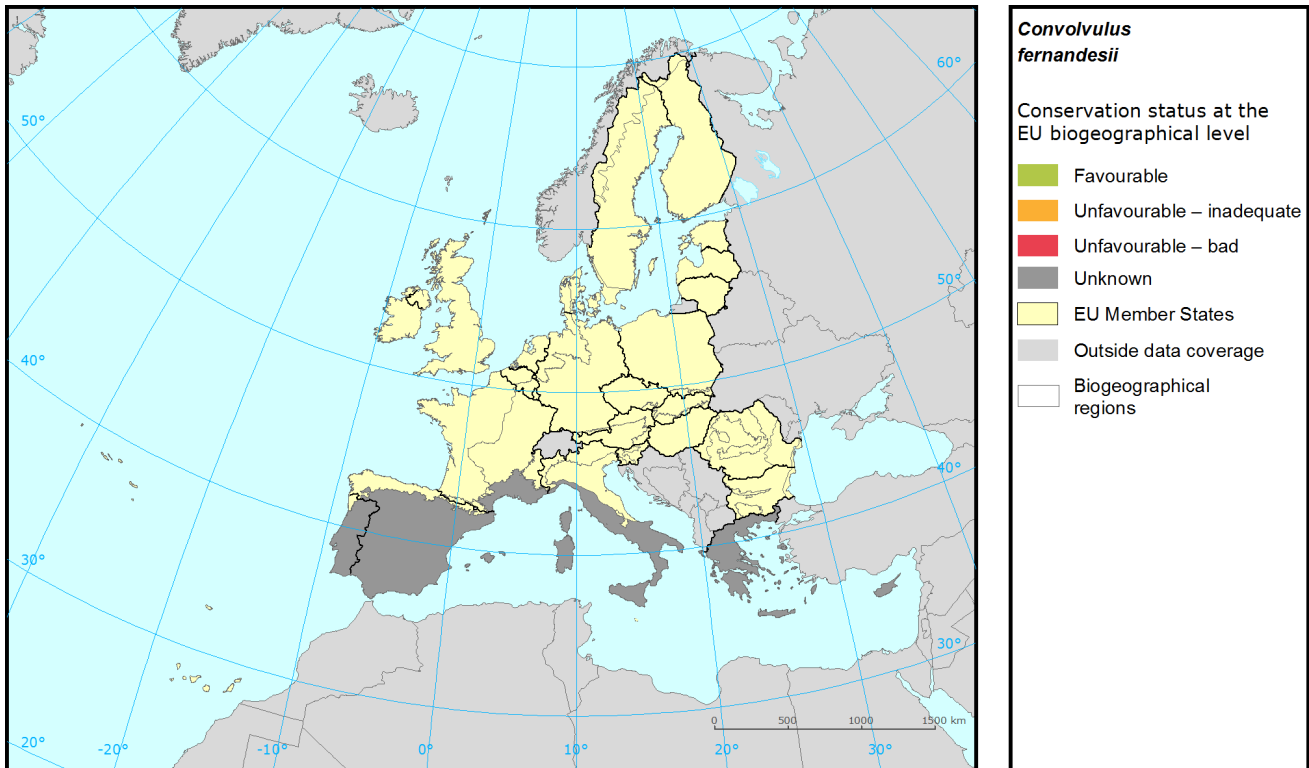 60°
50°
50°
40°
40°
30°
30°
20°
-20°
-10°
0°
10°
20°
30°
0
500
1000
1500 km
Convolvulus
fernandesii
Conservation status at the
EU biogeographical level
Favourable
Unfavourable – inadequate
Unfavourable – bad
Unknown
EU Member States
Outside data coverage
Biogeographical
regions